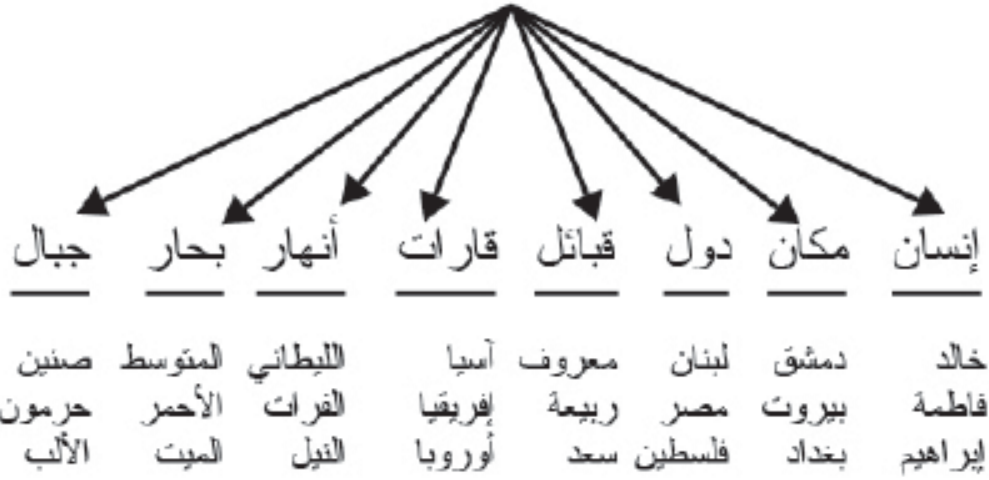 إنسان مكان دول قبائل قارات أنهار بحار جبال
خالد دمشق لبنان معروف آسيا الليطاني المتوسط صنين
فاطمة بيروت مصر ربيعة إفريقيا الفرات الأحمر حرمون
إبراهيم بغداد فلسطين سعد أوروبا النيل الميت الألب